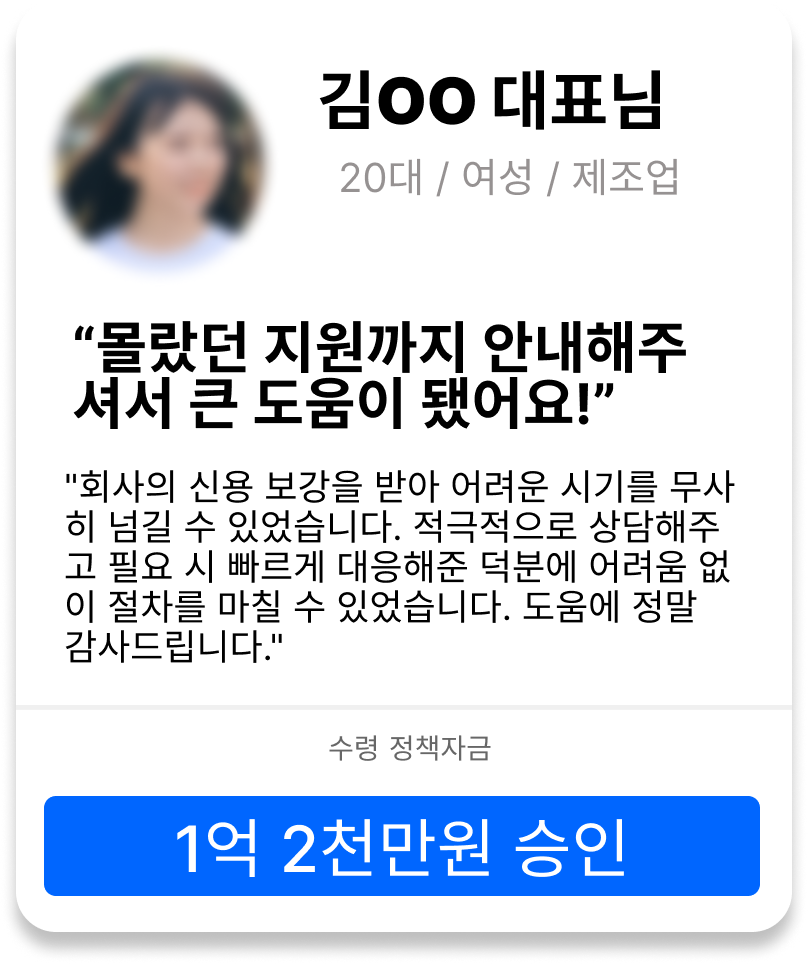 김OO 대표님
20대 / 여성 / 제조업
“몰랐던 지원까지 안내해주
셔서 큰 도움이 됐어요!”
"회사의 신용 보강을 받아 어려운 시기를 무사
히 넘길 수 있었습니다. 적극적으로 상담해주
고 필요 시 빠르게 대응해준 덕분에 어려움 없
이 절차를 마칠 수 있었습니다. 도움에 정말
감사드립니다."
수령 정책자금
1억 2천만원 승인